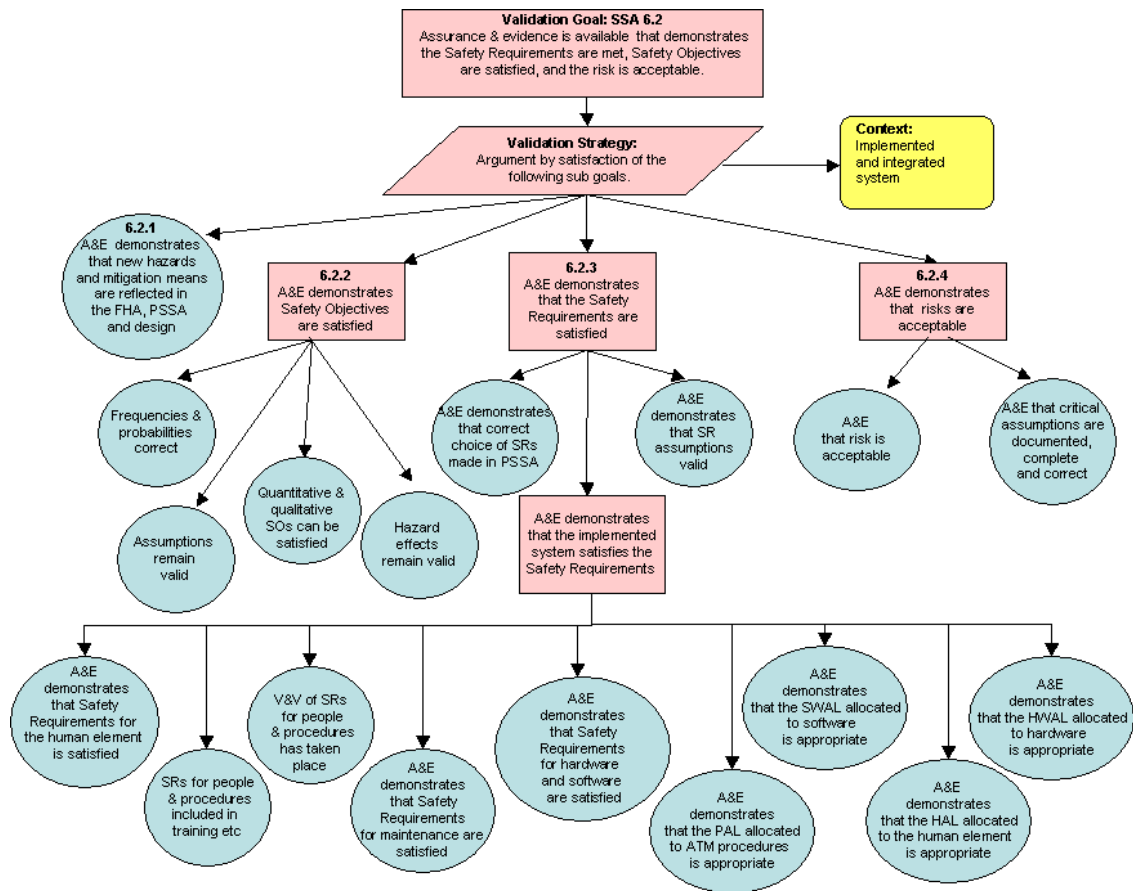 Validation Goal: SSA 6.2
Assurance & evidence is available that demonstrates
the Safety Requirements are met, Safety Objectives
are satisfied, and the risk is acceptable.
Validation Strategy:
Argument by satisfaction of the
following sub goals.
Context:
Implemented
and integrated
system
6.2.1
A&E demonstrates
that new hazards
and mitigation means
are reflected in
the FHA, PSSA
and design
6.2.2
A&E demonstrates
Safety Objectives
are satisfied
6.2.3
A&E demonstrates
that the Safety
Requirements are
satisfied
6.2.4
A&E demonstrates
that risks are
acceptable
Frequencies &
probabilities
correct
Assumptions
remain
valid
Quantitative &
qualitative
SOs can be
satisfied
Hazard
effects
remain valid
A&E demonstrates
that correct
choice of SRs
made in PSSA
A&E
demonstrates
that SR
assumptions
valid
A&E
that risk is
acceptable
A&E that critical
assumptions are
documented,
complete
and correct
A&E demonstrates
that the implemented
system satisfies the
Safety Requirements
A&E
demonstrates
that Safety
Requirements for
the human element
is satisfied
SRs for people
& procedures
included in
training etc
V&V of SRs
for people
& procedures
has taken
place
A&E
demonstrates
that Safety
Requirements
for maintenance are
satisfied
A&E
demonstrates
that Safety
Requirements
for hardware
and software
are satisfied
A&E
demonstrates
that the PAL allocated
to ATM procedures
is appropriate
A&E
demonstrates
that the SWAL allocated
to software
is appropriate
A&E
demonstrates
that the HAL allocated
to the human element
is appropriate
A&E
demonstrates
that the HWAL allocated
to hardware
is appropriate